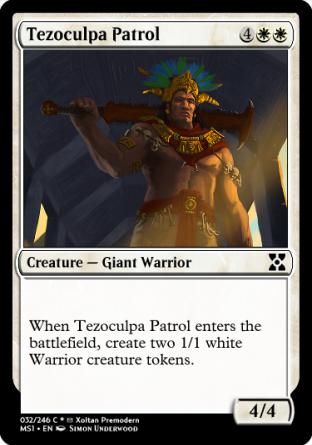 Tezoculpa Patrol 4
Creature — Giant Warrior
When Tezoculpa Patrol enters the
battlefield, create two 1/1 white
Warrior creature tokens.
4/4
032/246 C * Xoltan Premodern
MS1 • EN Simon Underwood